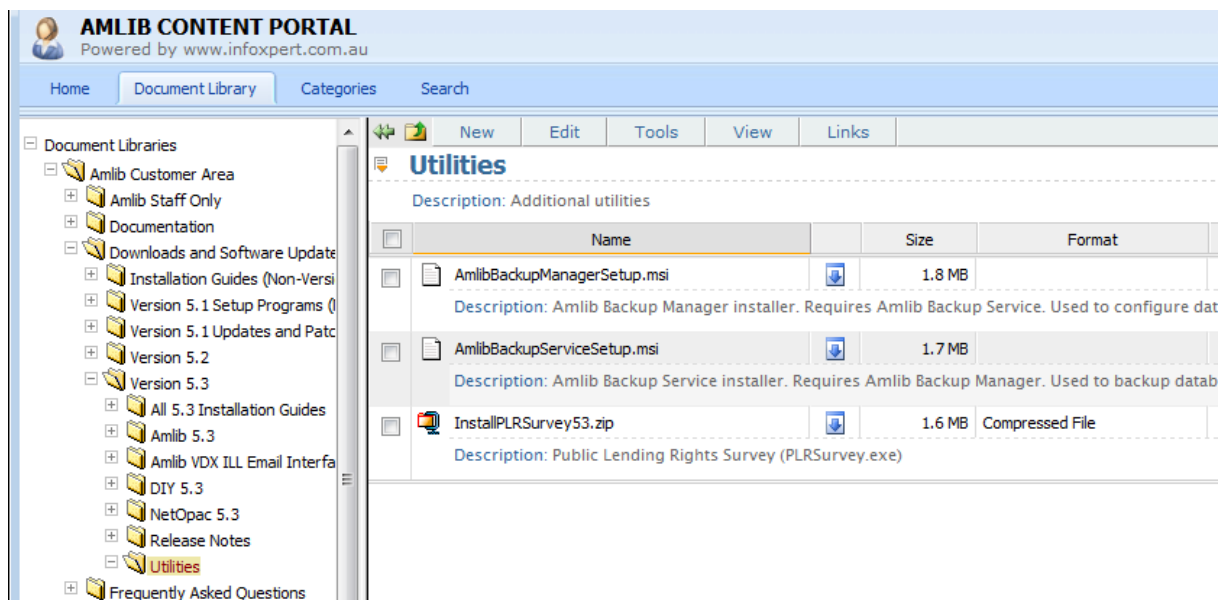 AMLIB CONTENT PORTAL
Powered by www.infoxpert.com.au
Home Document Library Categories Search
Document Libraries
Amlib Customer Area
Amlib Staff Only
Documentation
Downloads and Software Update
Installation Guides (Non-Versi
Version 5.1 Setup Programs (
Version 5.1 Updates and Patc
Version 5.2
Version 5.3
All 5.3 Installation Guides
Amlib 5.3
Amlib VDX ILL Email Interfa
DIY 5.3
NetOpac 5.3
Release Notes
Utilities
Frequently Asked Questions
New Edit Tools View Links
Utilities
Description: Additional utilities
Name Size Format
AmlibBackupManagerSetup.msi 1.8 MB
Description: Amlib Backup Manager installer. Requires Amlib Backup Service. Used to configure dat
AmlibBackupServiceSetup.msi 1.7 MB
Description: Amlib Backup Service installer. Requires Amlib Backup Manager. Used to backup datab
InstallPLRSurvey53.zip 1.6 MB Compressed File
Description: Public Lending Rights Survey (PLRSurvey.exe)